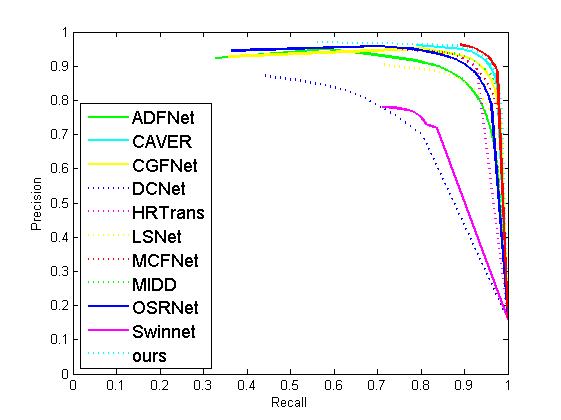 1
0.9
0.8
0.7
0.6
0.5
0.4
0.3
0.2
0.1
0
Precision
ADFNet
CAVER
CGFNet
DCNet
HRTrans
LSNet
MCFNet
MIDD
OSRNet
Swinnet
ours
0 0.1 0.2 0.3 0.4 0.5 0.6 0.7 0.8 0.9 1
Recall